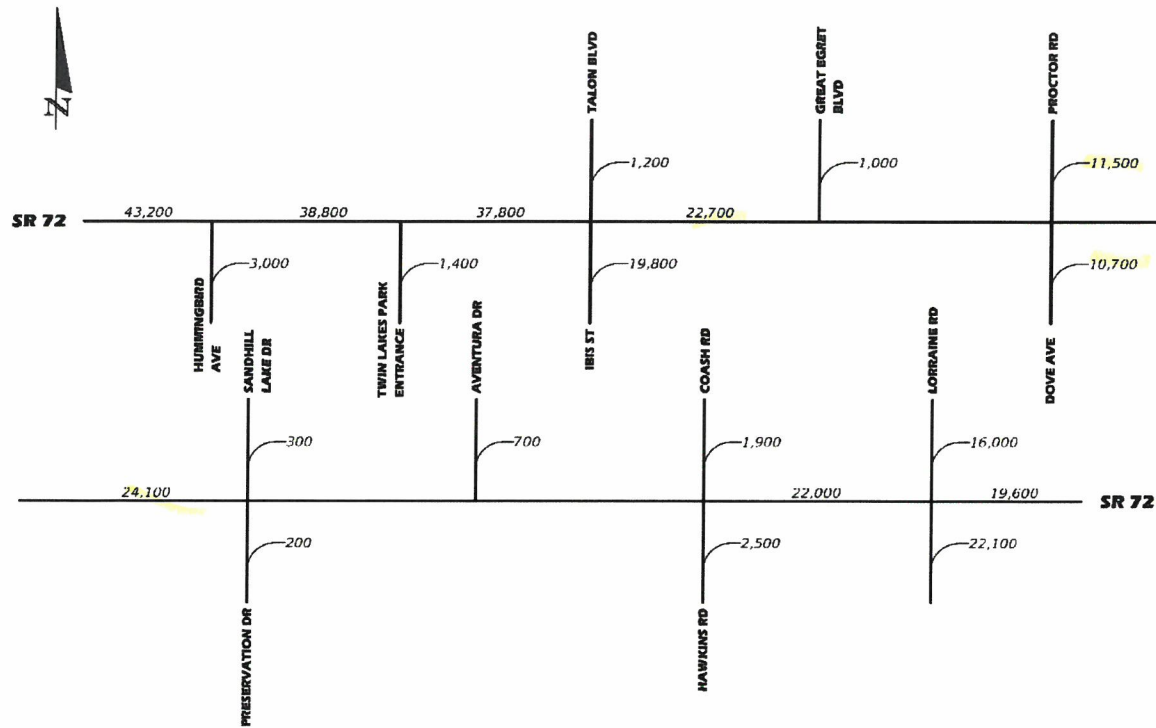 N
TALON BLVD
GREAT EGRET
BLVD
PROCTOR RD
1,200
1,000
11,500
SR 72
43,200
38,800
37,800
22,700
3,000
1,400
19,800
10,700
HUMMINGBIRD
AVE
TWIN LAKES PARK
ENTRANCE
IBIS ST
DOVE AVE
SANDHILL
LAKE DR
AVENTURA DR
COASH RD
LORRAINE RD
300
700
1,900
16,000
24,100
22,000
19,600
SR 72
200
2,500
22,100
PRESERVATION DR
HAWKINS RD